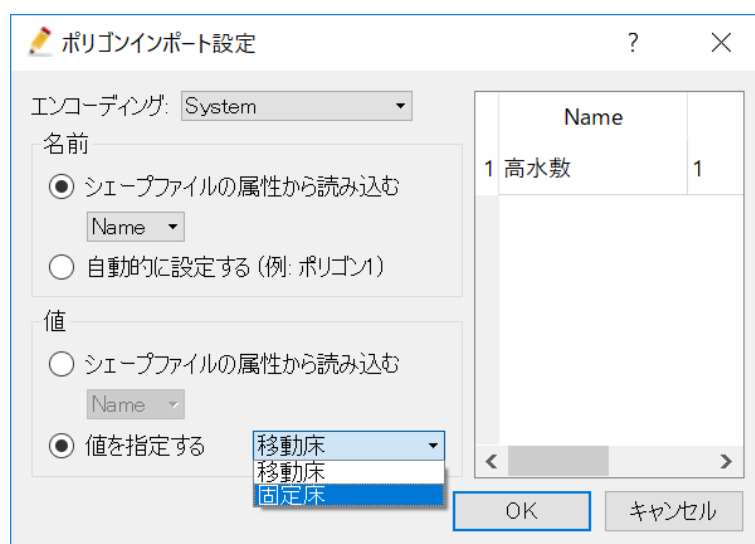 ポリゴンインポート設定
?
エンコーディング: System
名前
シェープファイルの属性から読み込む
Name
自動的に設定する (例: ポリゴン1)
値
シェープファイルの属性から読み込む
Name
値を指定する 移動床
移動床
固定床
Name
1 高水敷 1
OK キャンセル